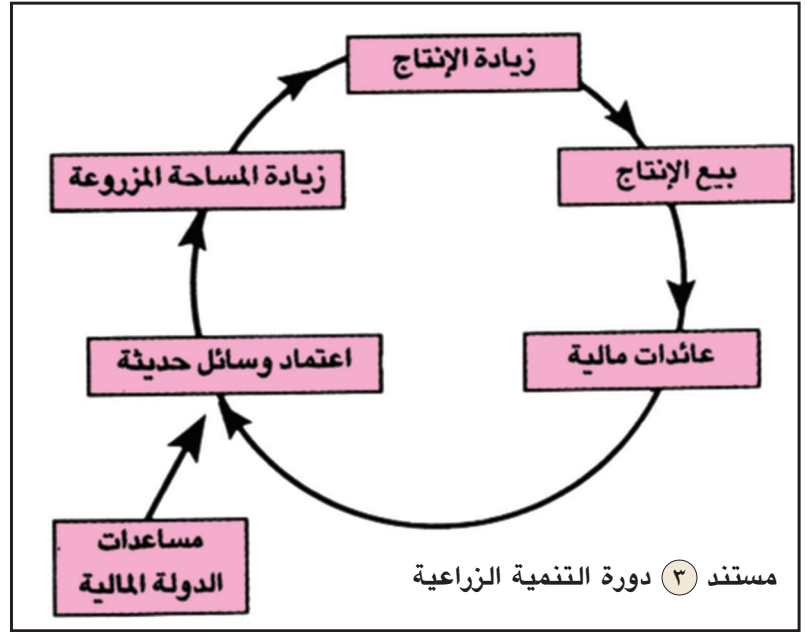 زيادة الإنتاج
بيع الإنتاج
زيادة المساحة المزروعة
عائدات مالية
اعتماد وسائل حديثة
مساعدات
الدولة المالية
مستند ٣ دورة التنمية الزراعية